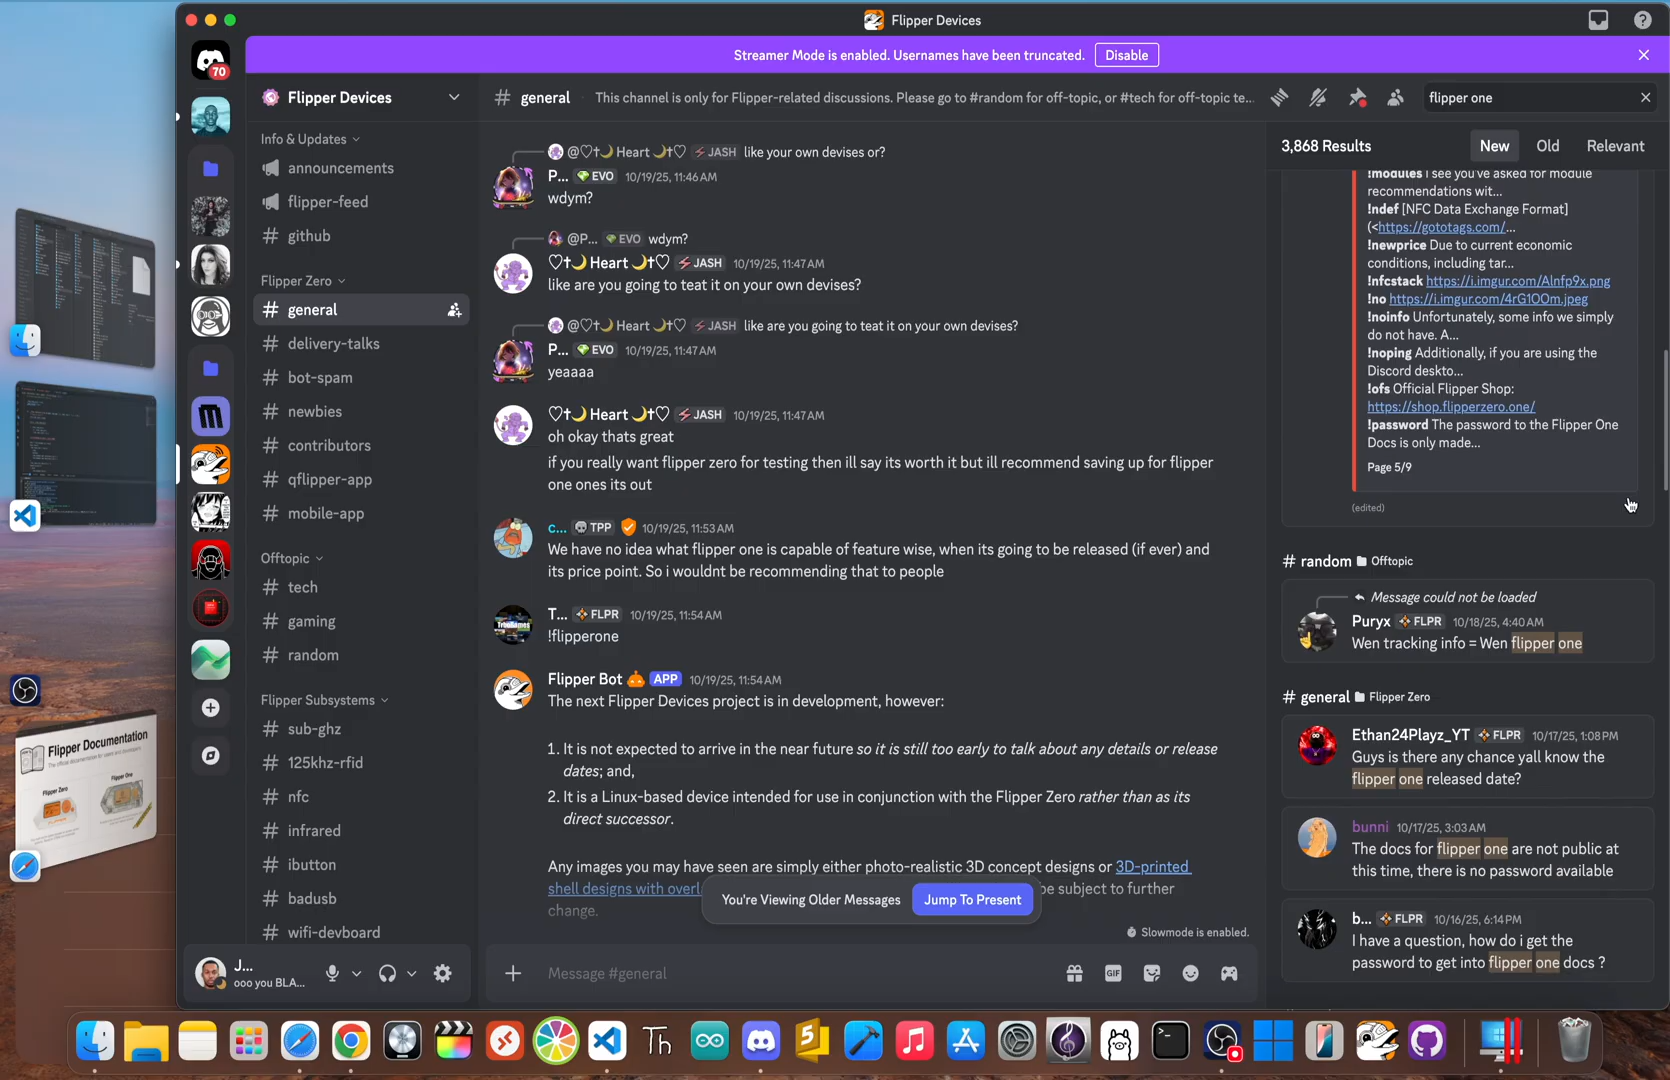 Flipper Devices
Streamer Mode is enabled. Usernames have been truncated. Disable
70
Flipper Devices
Info & Updates
announcements
flipper-feed
github
Flipper Zero
general
delivery-talks
bot-spam
newbies
contributors
qflipper-app
mobile-app
Offtopic
tech
gaming
random
Flipper Subsystems
sub-ghz
125khz-rfid
nfc
infrared
ibutton
badusb
wifi-devboard
J...
ooo you BLA...
# general This channel is only for Flipper-related discussions. Please go to #random for off-topic, or #tech for off-topic te...
flipper one
@♡✝🌙 Heart 🌙✝♡ JASH like your own devises or?
P... EVO 10/19/25, 11:46 AM
wdym?
@P... EVO wdym?
♡✝🌙 Heart 🌙✝♡ JASH 10/19/25, 11:47 AM
like are you going to teat it on your own devises?
@♡✝🌙 Heart 🌙✝♡ JASH like are you going to teat it on your own devises?
P... EVO 10/19/25, 11:47 AM
yeaaaa
♡✝🌙 Heart 🌙✝♡ JASH 10/19/25, 11:47 AM
oh okay thats great
if you really want flipper zero for testing then ill say its worth it but ill recommend saving up for flipper
one ones its out
c... TPP 10/19/25, 11:53 AM
We have no idea what flipper one is capable of feature wise, when its going to be released (if ever) and
its price point. So i wouldnt be recommending that to people
T... FLPR 10/19/25, 11:54 AM
!flipperone
Flipper Bot APP 10/19/25, 11:54 AM
The next Flipper Devices project is in development, however:
1. It is not expected to arrive in the near future so it is still too early to talk about any details or release
dates; and,
2. It is a Linux-based device intended for use in conjunction with the Flipper Zero rather than as its
direct successor.
Any images you may have seen are simply either photo-realistic 3D concept designs or 3D-printed
shell designs with overl
be subject to further
change.
You're Viewing Older Messages Jump To Present
Slowmode is enabled.
Message #general
GIF
3,868 Results New Old Relevant
!modules I see you've asked for module
recommendations wit...
!ndef [NFC Data Exchange Format]
(<https://gototags.com/...
!newprice Due to current economic
conditions, including tar...
!nfcstack https://i.imgur.com/Alnfp9x.png
!no https://i.imgur.com/4rG1OOm.jpeg
!noinfo Unfortunately, some info we simply
do not have. A...
!noping Additionally, if you are using the
Discord deskto...
!ofs Official Flipper Shop:
https://shop.flipperzero.one/
!password The password to the Flipper One
Docs is only made...
Page 5/9
(edited)
# random Offtopic
Message could not be loaded
Puryx FLPR 10/18/25, 4:40 AM
Wen tracking info = Wen flipper one
# general Flipper Zero
Ethan24Playz_YT FLPR 10/17/25, 1:08 PM
Guys is there any chance yall know the
flipper one released date?
bunni 10/17/25, 3:03 AM
The docs for flipper one are not public at
this time, there is no password available
b... FLPR 10/16/25, 6:14 PM
I have a question, how do i get the
password to get into flipper one docs ?
Flipper Documentation
Flipper Zero
Flipper One
Th
5